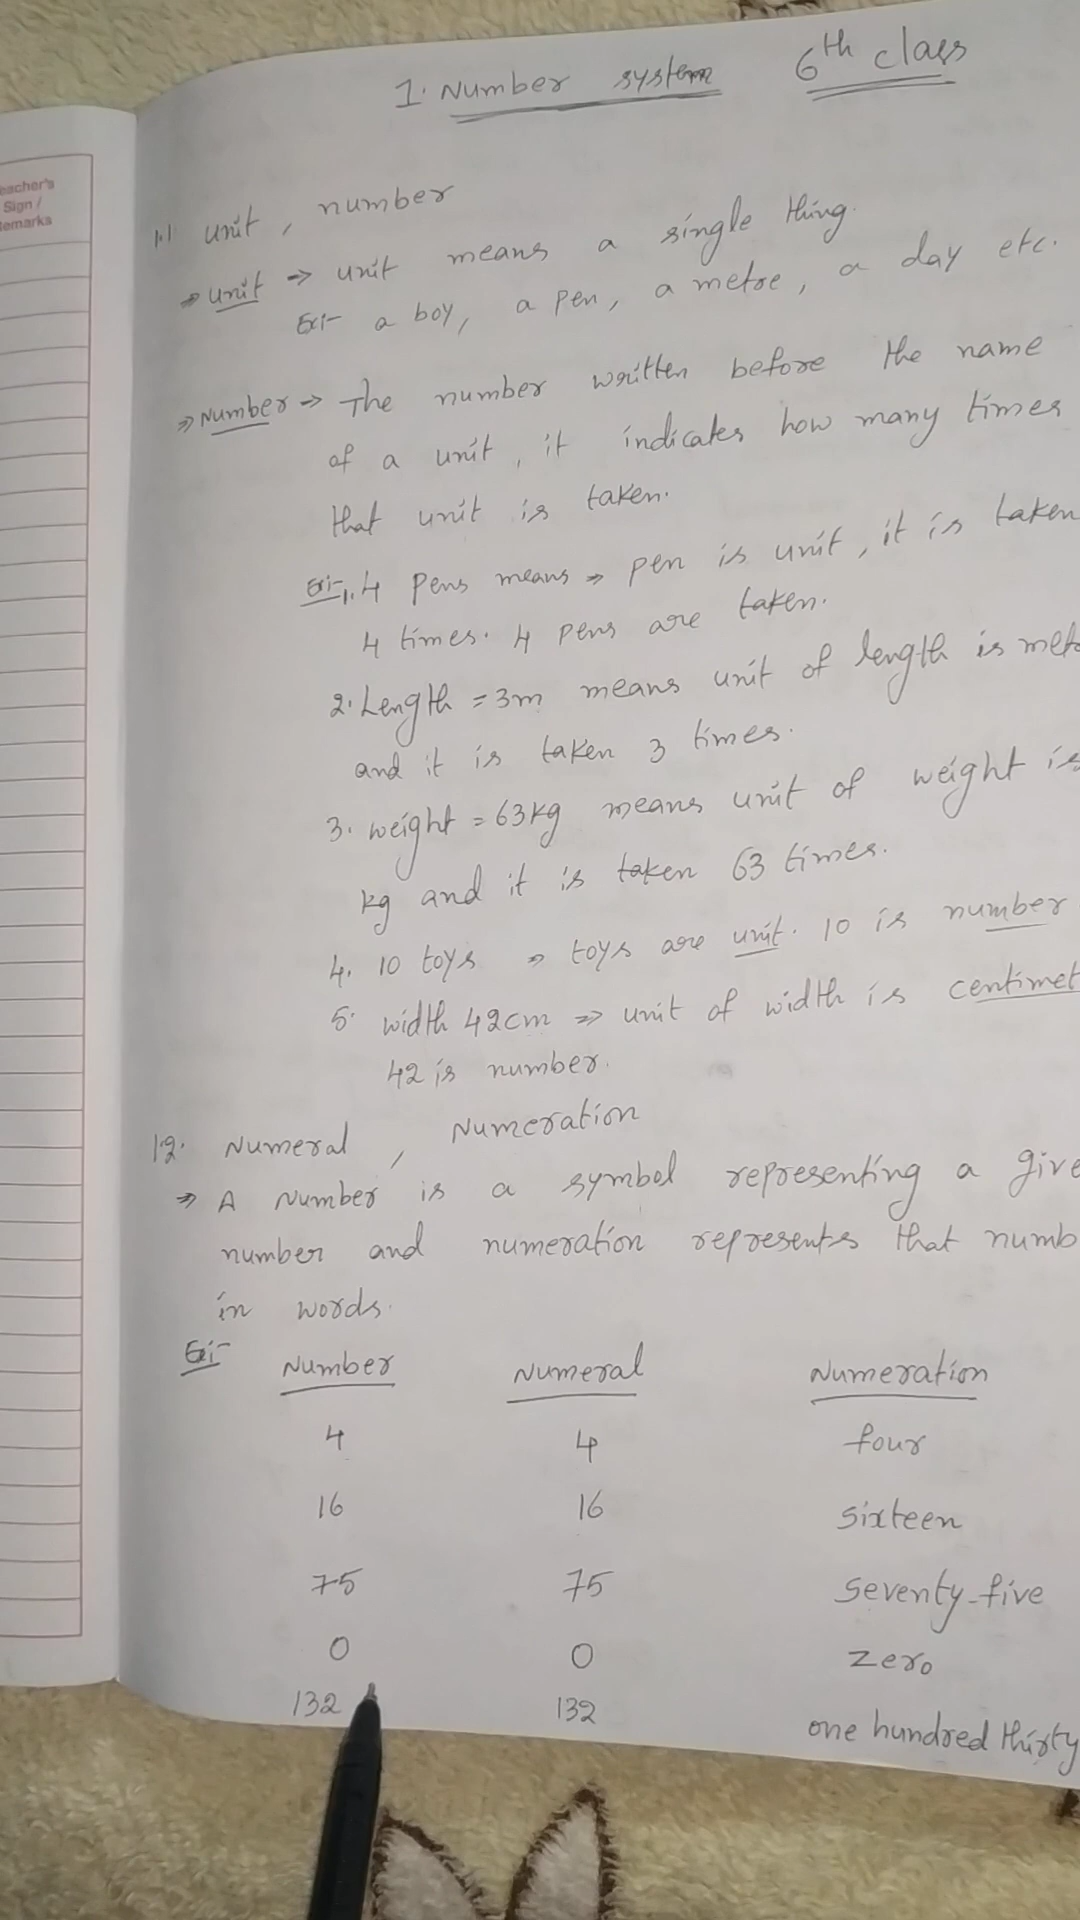 1. Number system 6th class
Teacher's
Sign /
Remarks
1.1 unit, number
⇒ unit → unit means a single thing.
Ex:- a boy, a pen, a metre, a day etc.
⇒ Number → The number written before the name
of a unit, it indicates how many times
that unit is taken.
Ex:- 1. 4 Pens means ⇒ pen is unit, it is taken
4 times. 4 pens are taken.
2. Length = 3m means unit of length is met
and it is taken 3 times.
3. weight = 63kg means unit of weight is
kg and it is taken 63 times.
4. 10 toys ⇒ toys are unit. 10 is number
5. width 42cm ⇒ unit of width is centimet
42 is number.
1.2. Numeral, Numeration
⇒ A Number is a symbol representing a give
number and numeration represents that numb
in words.
Ex:-
Number Numeral Numeration
4 4 four
16 16 sixteen
75 75 seventy-five
0 0 zero
132 132 one hundred thirty